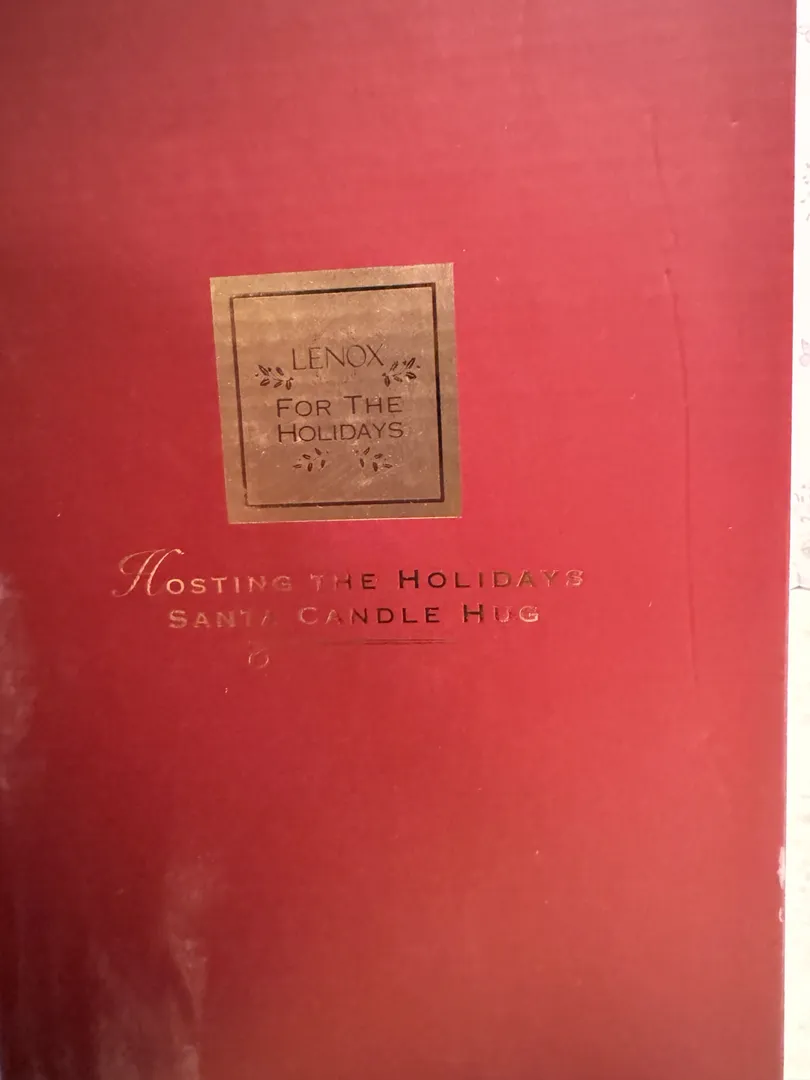 LENOX
FOR THE
HOLIDAYS
HOSTING THE HOLIDAYS
SANTA CANDLE HUG